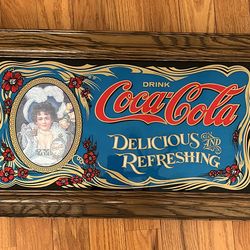 DRINK
Coca-Cola
DELICIOUS AND
REFRESHING